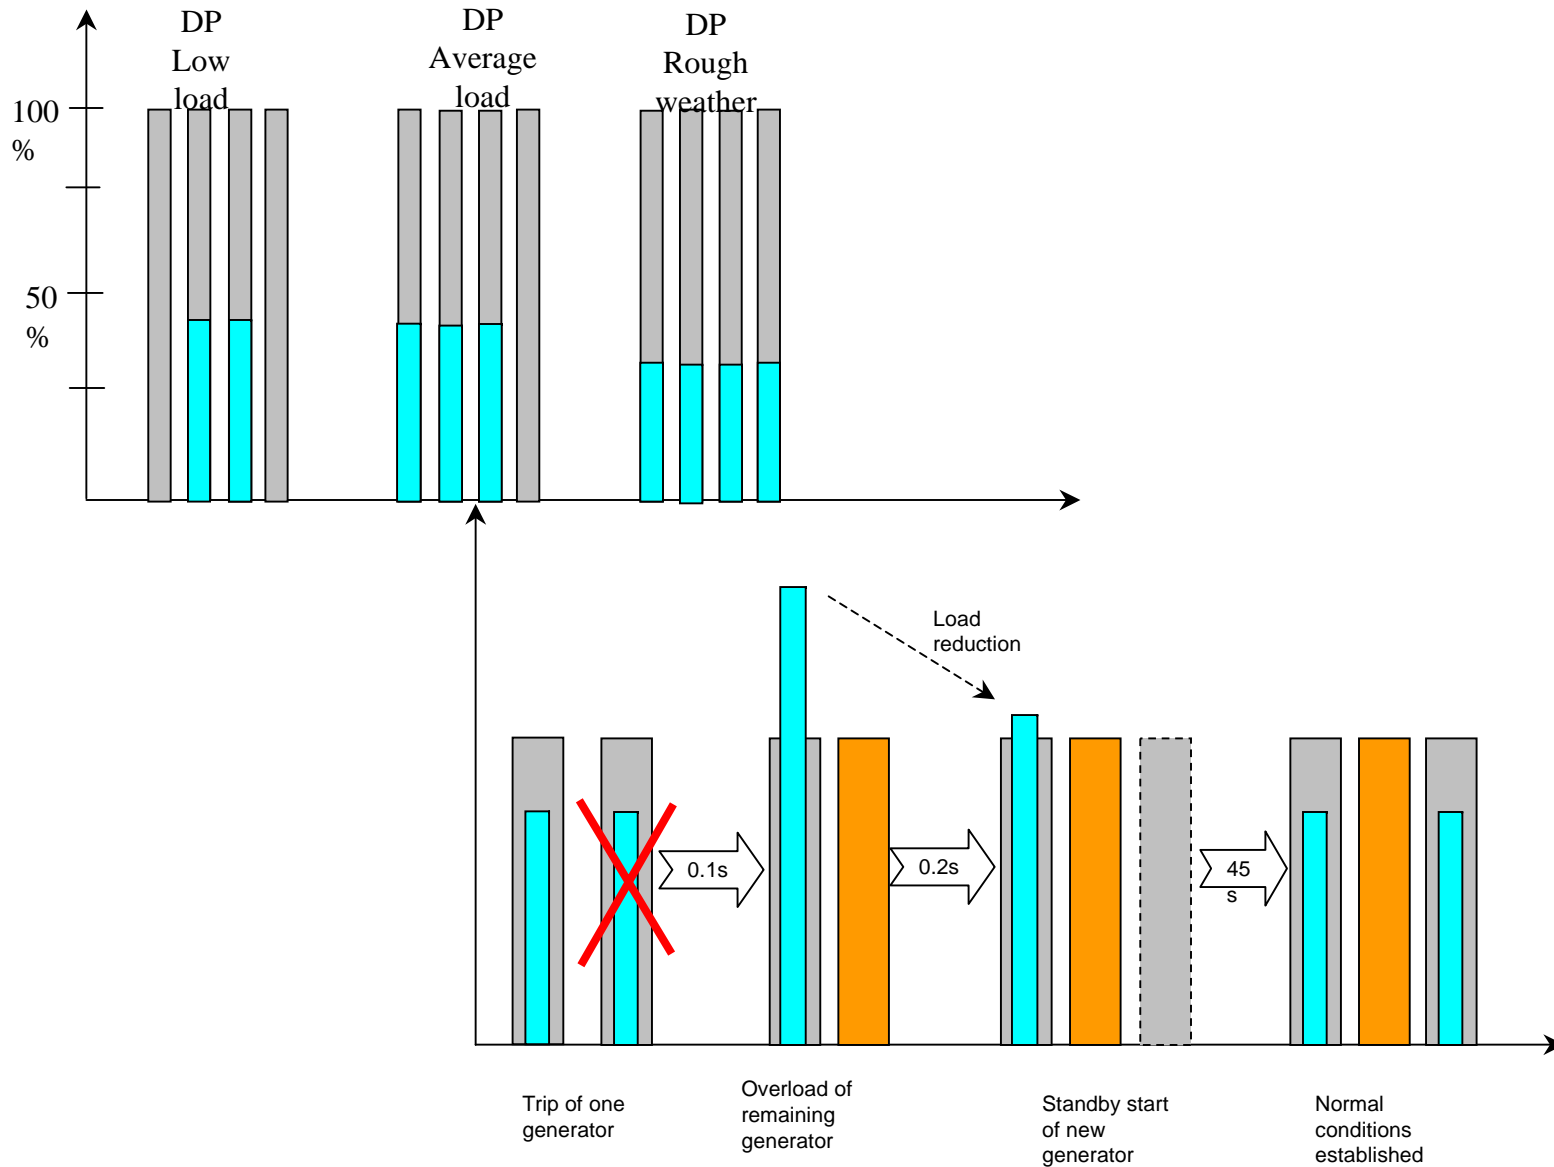 DP
Low
load
DP
Average
load
DP
Rough
weather
100
%
50
%
Load
reduction
0.1s
0.2s
45
s
Trip of one
generator
Overload of
remaining
generator
Standby start
of new
generator
Normal
conditions
established